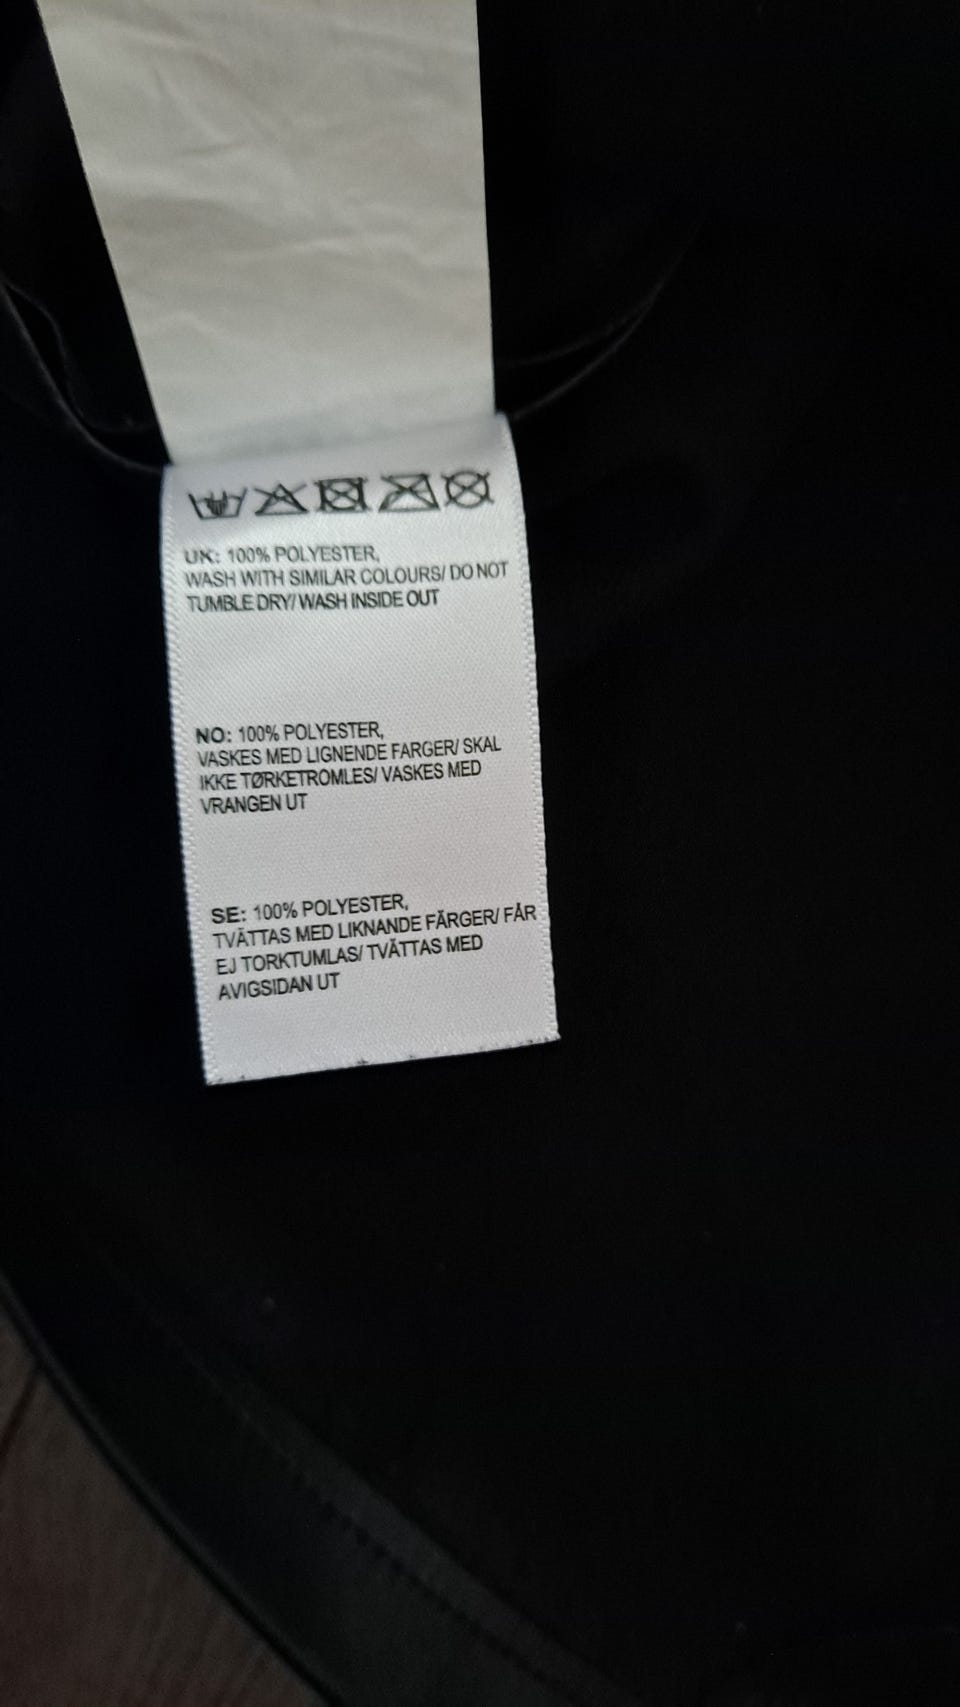 UK: 100% POLYESTER,
WASH WITH SIMILAR COLOURS/ DO NOT
TUMBLE DRY/ WASH INSIDE OUT
NO: 100% POLYESTER,
VASKES MED LIGNENDE FARGER/ SKAL
IKKE TØRKETROMLES/ VASKES MED
VRANGEN UT
SE: 100% POLYESTER,
TVÄTTAS MED LIKNANDE FÄRGER/ FÅR
EJ TORKTUMLAS/ TVÄTTAS MED
AVIGSIDAN UT